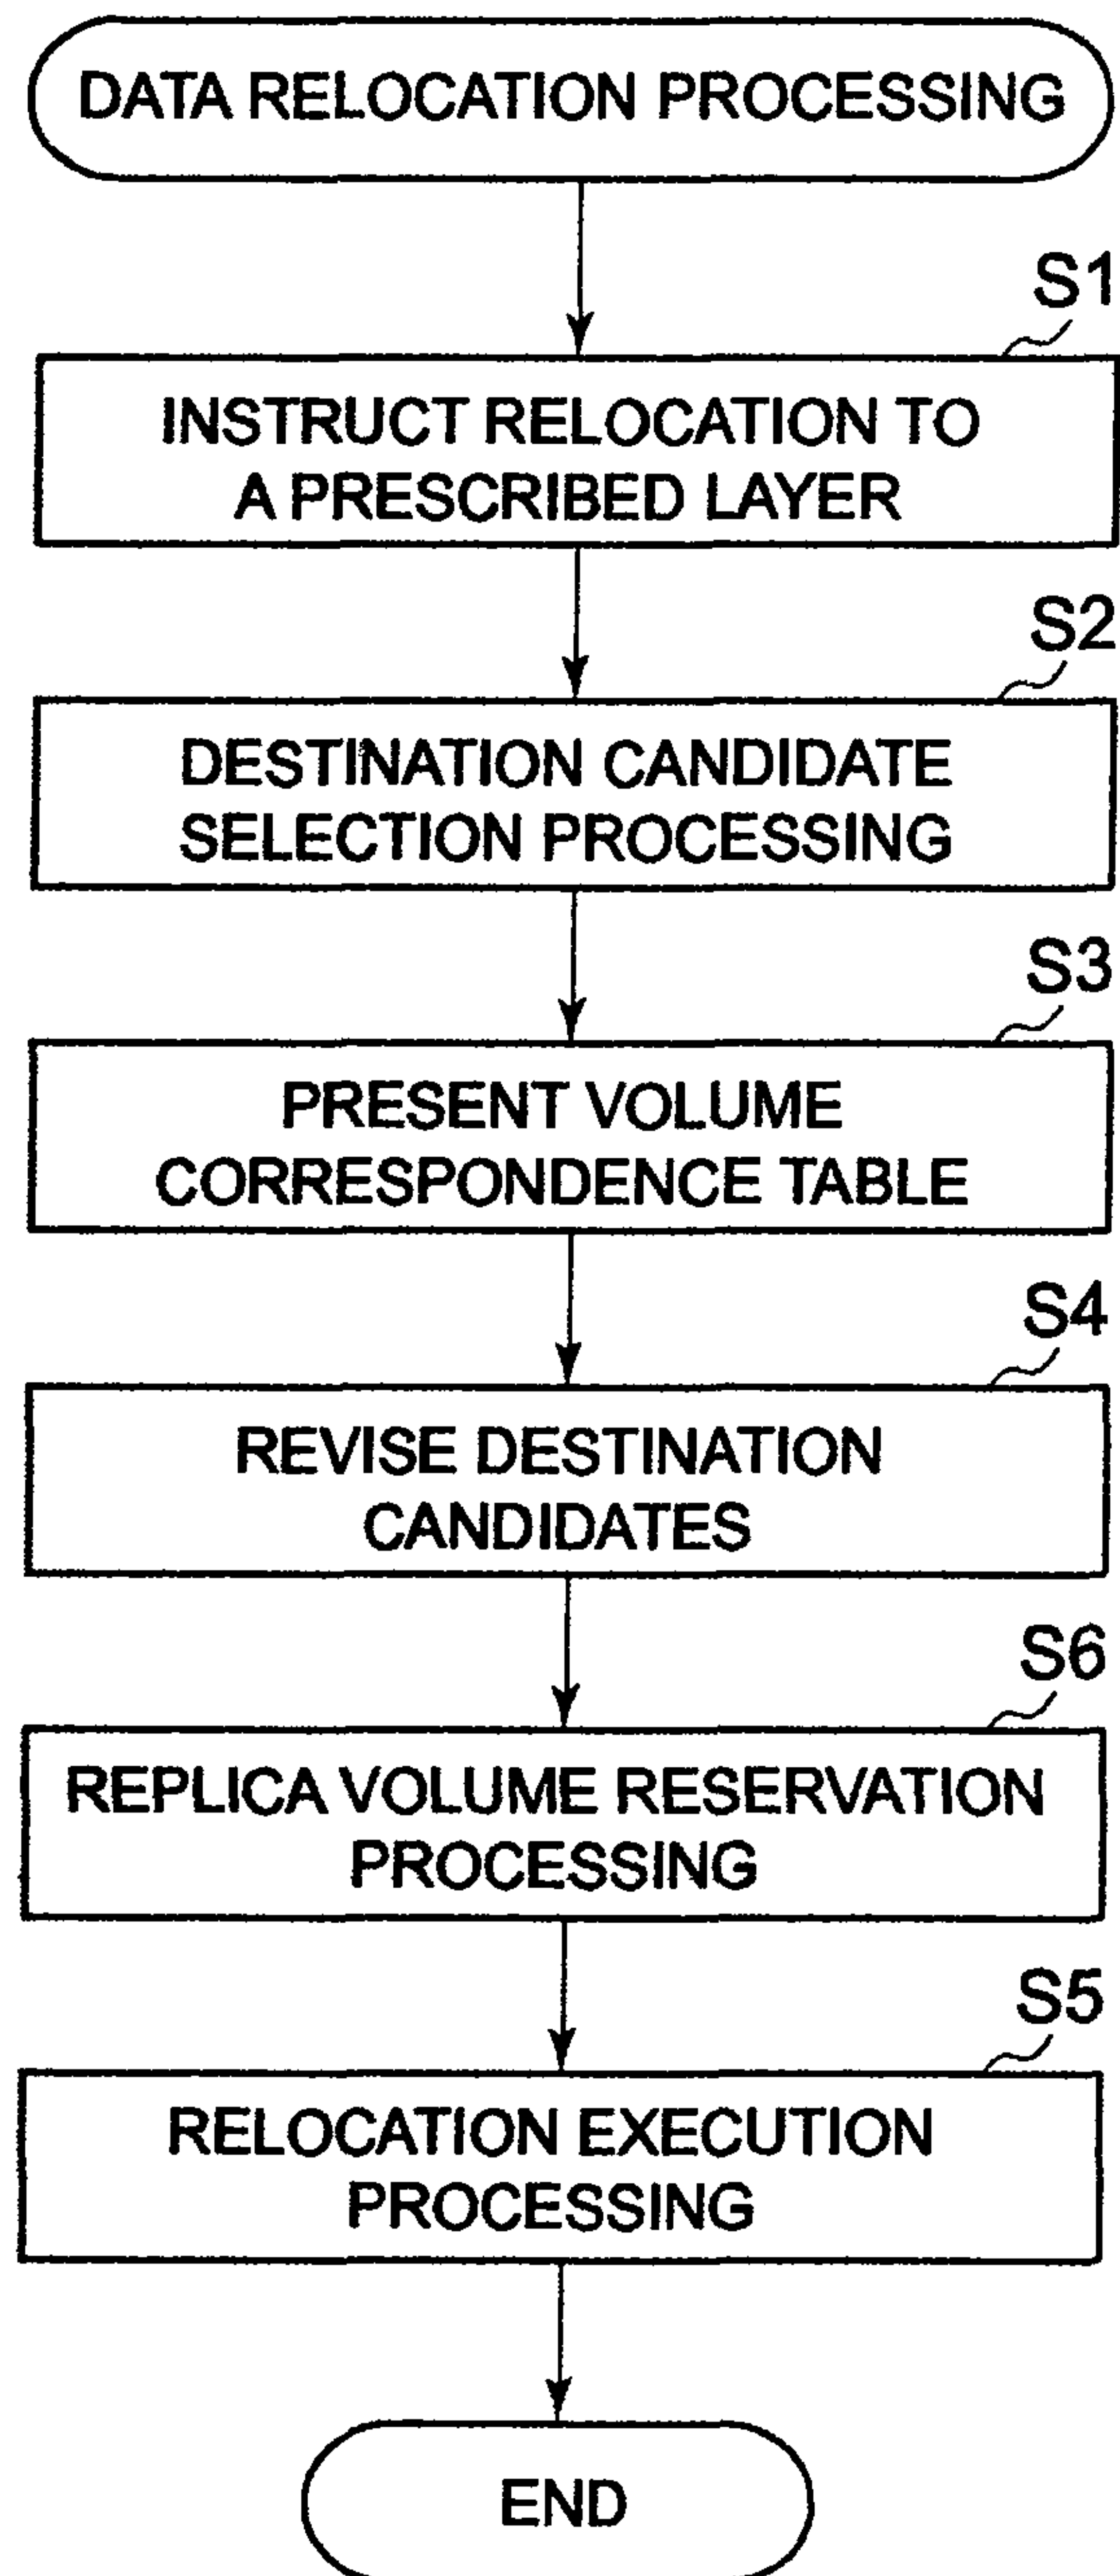 DATA RELOCATION PROCESSING
S1
INSTRUCT RELOCATION TO
A PRESCRIBED LAYER
S2
DESTINATION CANDIDATE
SELECTION PROCESSING
S3
PRESENT VOLUME
CORRESPONDENCE TABLE
S4
REVISE DESTINATION
CANDIDATES
S6
REPLICA VOLUME RESERVATION
PROCESSING
S5
RELOCATION EXECUTION
PROCESSING
END